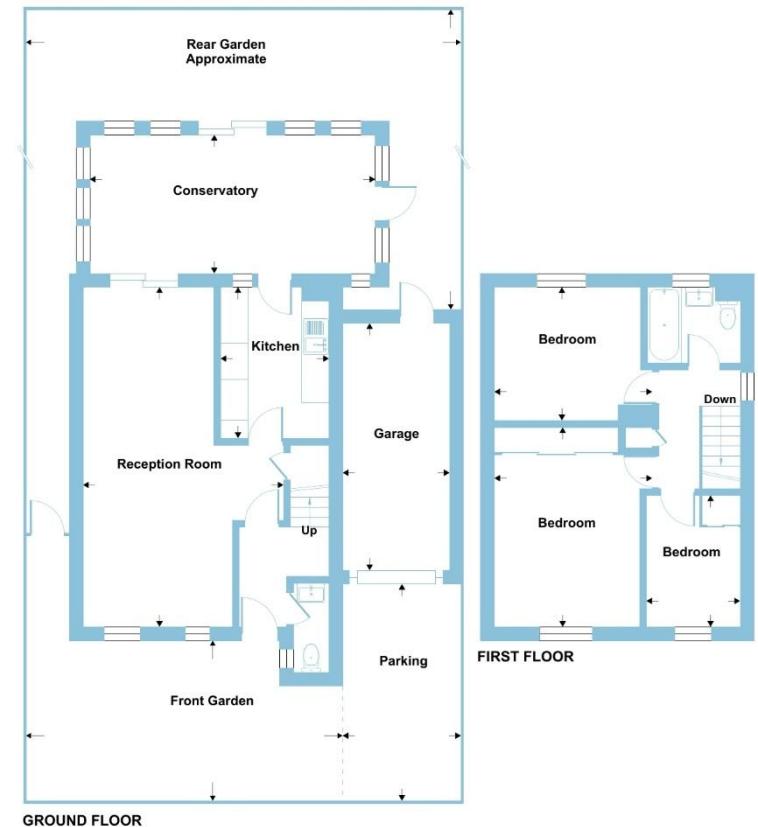 Rear Garden
Approximate
Conservatory
Kitchen
Bedroom
Down
Garage
Reception Room
Bedroom
Up
Bedroom
Parking
FIRST FLOOR
Front Garden
GROUND FLOOR